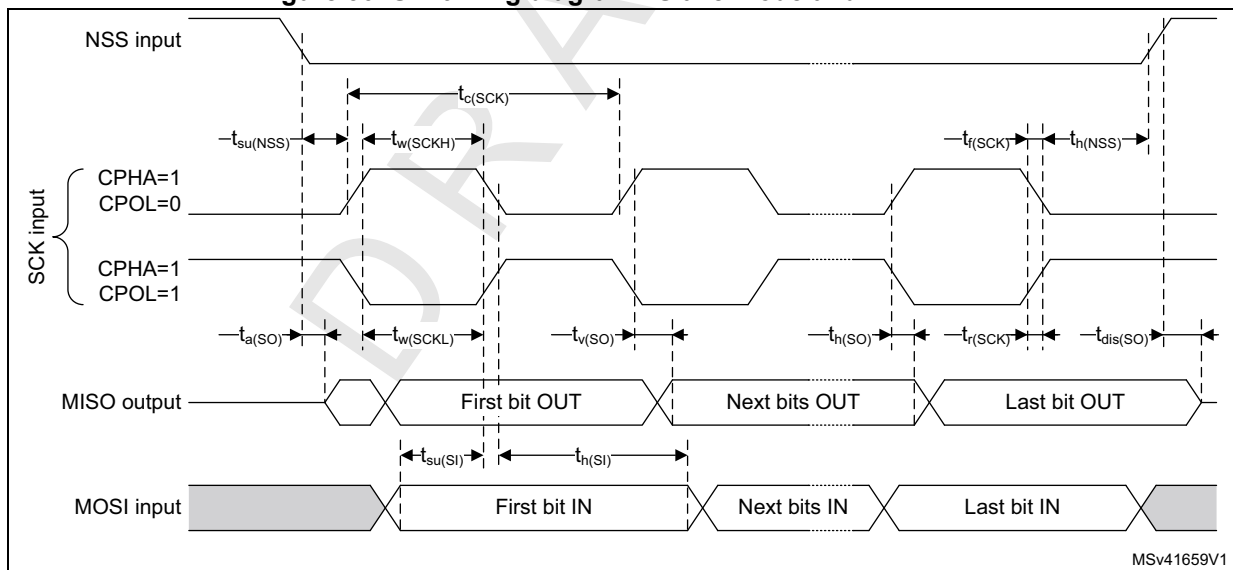 NSS input
tc(SCK)
tsu(NSS)
tw(SCKH)
tf(SCK)
th(NSS)
SCK input
CPHA=1
CPOL=0
CPHA=1
CPOL=1
ta(SO)
tw(SCKL)
tv(SO)
th(SO)
tr(SCK)
tdis(SO)
MISO output
First bit OUT
Next bits OUT
Last bit OUT
tsu(SI)
th(SI)
MOSI input
First bit IN
Next bits IN
Last bit IN
MSv41659V1
DRA